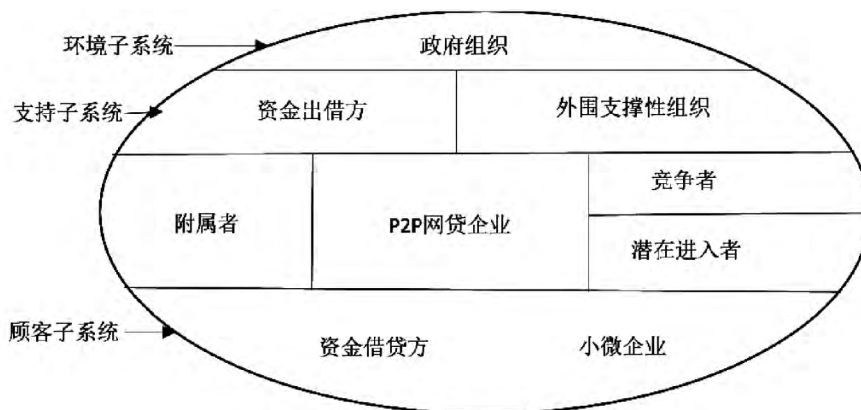 环境子系统
政府组织
支持子系统
资金出借方
外围支撑性组织
附属者
P2P网贷企业
竞争者
潜在进入者
顾客子系统
资金借贷方
小微企业